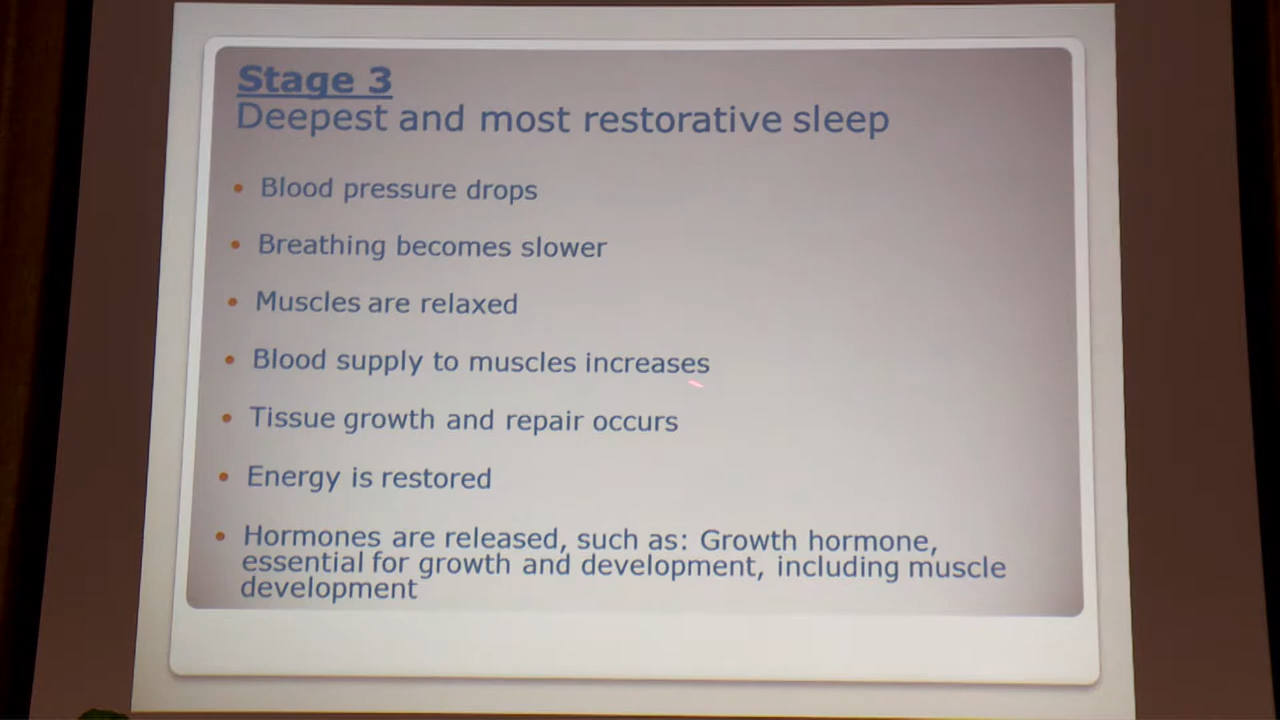 Stage 3
Deepest and most restorative sleep
• Blood pressure drops
• Breathing becomes slower
• Muscles are relaxed
• Blood supply to muscles increases
• Tissue growth and repair occurs
• Energy is restored
• Hormones are released, such as: Growth hormone,
essential for growth and development, including muscle
development